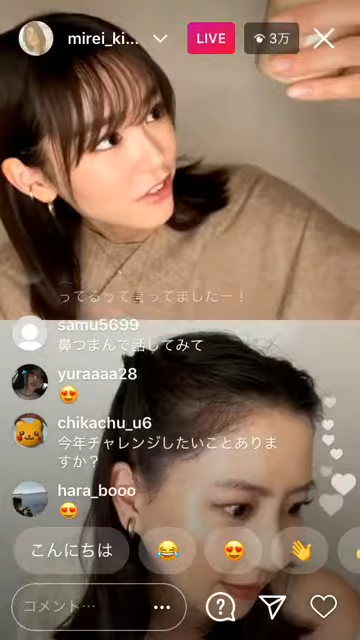 mirei_ki...
LIVE
3万
ってるって言ってましたー！
samu5699
鼻つまんで話してみて
yuraaaa28
chikachu_u6
今年チャレンジしたいことありま
すか？
hara_booo
こんにちは
コメント…